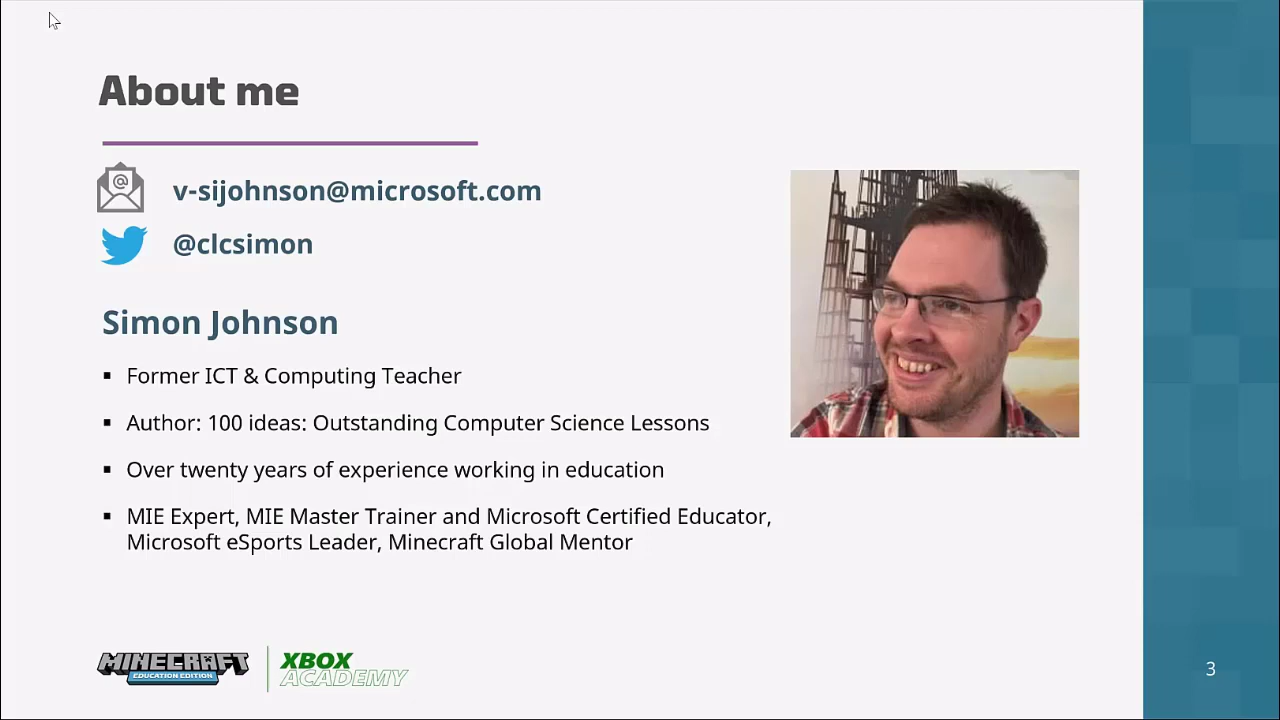 About me
v-sijohnson@microsoft.com
@clcsimon
Simon Johnson
▪ Former ICT & Computing Teacher
▪ Author: 100 ideas: Outstanding Computer Science Lessons
▪ Over twenty years of experience working in education
▪ MIE Expert, MIE Master Trainer and Microsoft Certified Educator,
Microsoft eSports Leader, Minecraft Global Mentor
MINECRAFT
EDUCATION EDITION
XBOX
ACADEMY
3